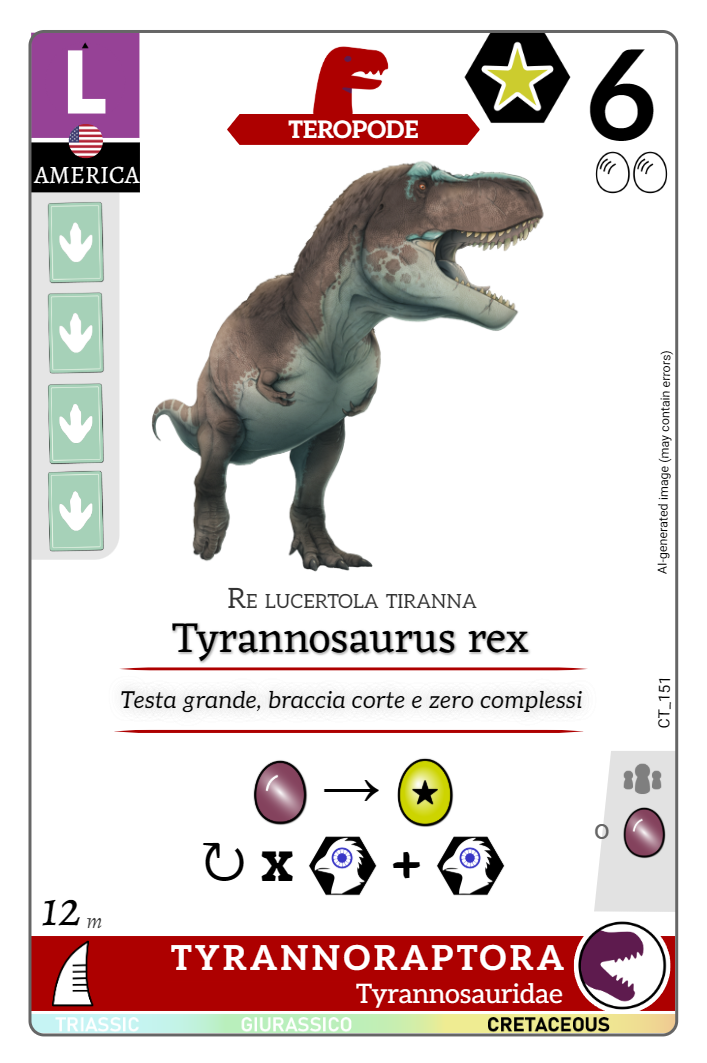 L
AMERICA
TEROPODE
6
AI-generated image (may contain errors)
RE LUCERTOLA TIRANNA
Tyrannosaurus rex
Testa grande, braccia corte e zero complessi
CT_151
→
o
↻ x +
12 m
TYRANNORAPTORA
Tyrannosauridae
TRIASSIC GIURASSICO CRETACEOUS